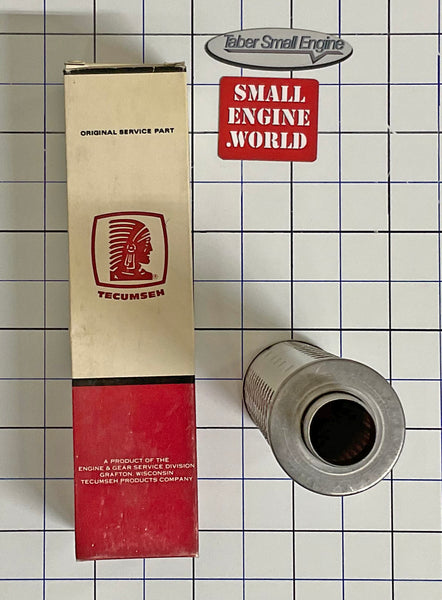 Taber Small Engine
SMALL
ENGINE
.WORLD
ORIGINAL SERVICE PART
®
TECUMSEH
A PRODUCT OF THE
ENGINE & GEAR SERVICE DIVISION
GRAFTON, WISCONSIN
TECUMSEH PRODUCTS COMPANY